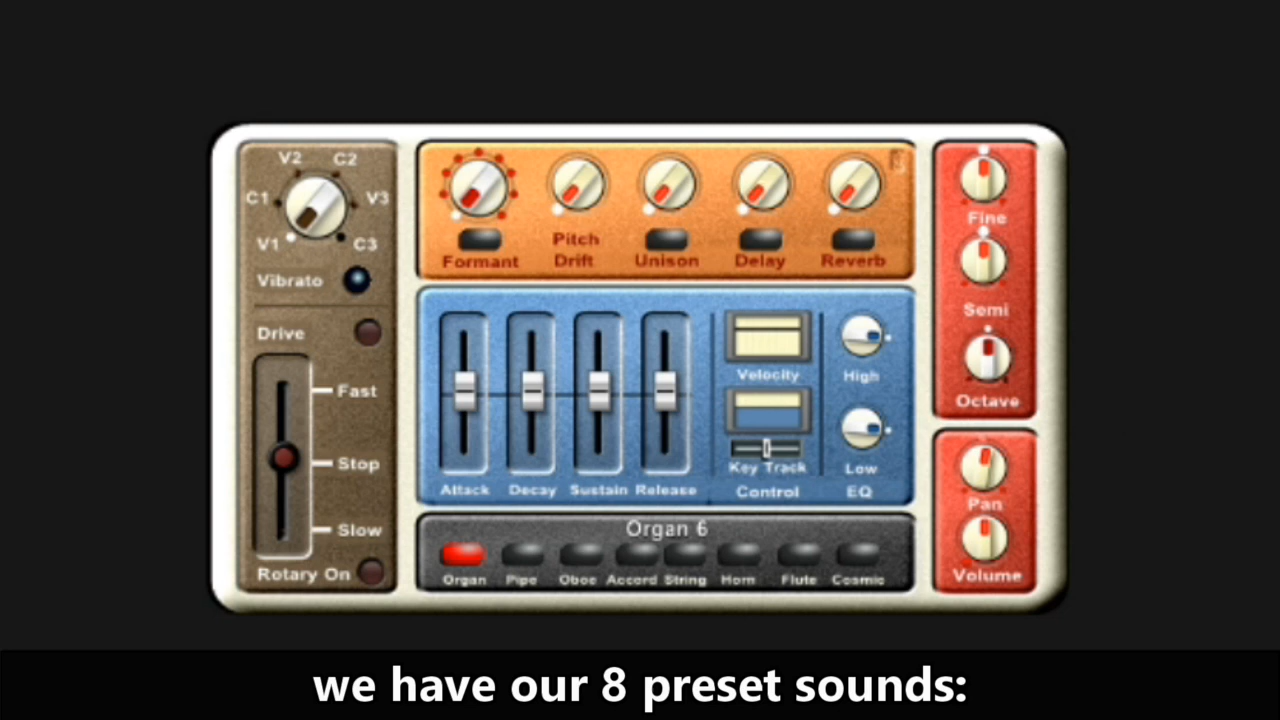 V2 C2
C1 V3
V1 C3
Vibrato
Drive
Fast
Stop
Slow
Rotary On
Formant
Pitch
Drift
Unison
Delay
Reverb
Attack
Decay
Sustain
Release
Velocity
Key Track
Control
High
Low
EQ
Organ 6
Organ Pipe Oboe Accord String Horn Flute Cosmic
Fine
Semi
Octave
Pan
Volume
we have our 8 preset sounds: